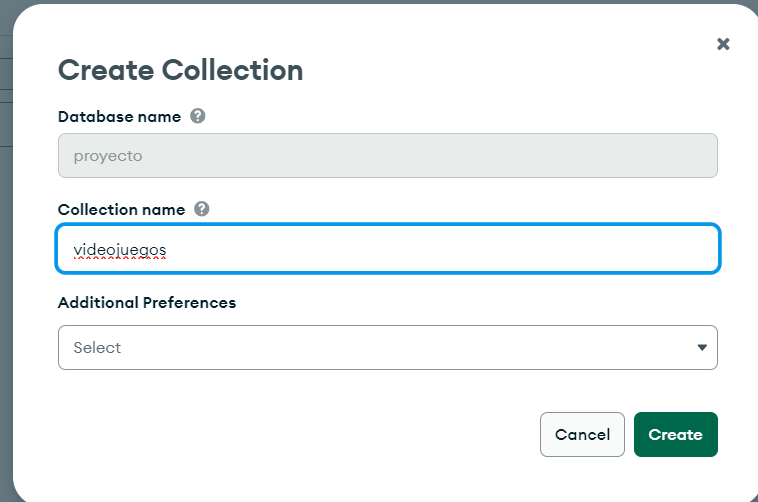 Create Collection
Database name
proyecto
Collection name
videojuegos
Additional Preferences
Select
Cancel
Create